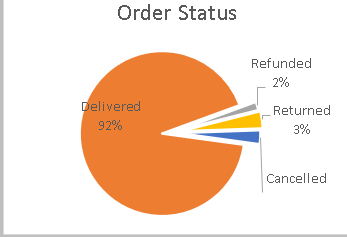 Order Status
Refunded
2%
Delivered
92%
Returned
3%
Cancelled